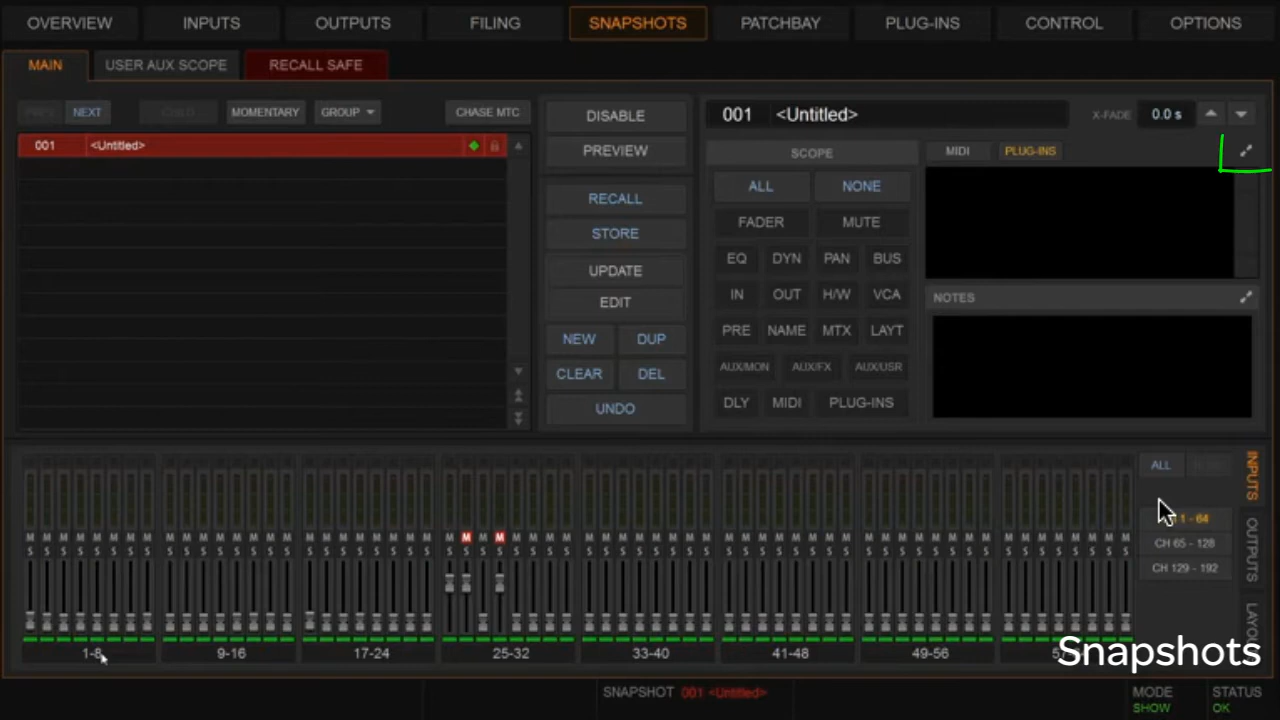 OVERVIEW INPUTS OUTPUTS FILING SNAPSHOTS PATCHBAY PLUG-INS CONTROL OPTIONS
MAIN USER AUX SCOPE RECALL SAFE
PREV NEXT CHILD MOMENTARY GROUP CHASE MTC
001 <Untitled>
DISABLE
PREVIEW
RECALL
STORE
UPDATE
EDIT
NEW DUP
CLEAR DEL
UNDO
001 <Untitled> X-FADE 0.0 s
SCOPE
ALL NONE
FADER MUTE
EQ DYN PAN BUS
IN OUT H/W VCA
PRE NAME MTX LAYT
AUX/MON AUX/FX AUX/USR
DLY MIDI PLUG-INS
MIDI PLUG-INS
NOTES
M M M M M M M M M M M M M M M M M M M M M M M M M M M M M M M M M M M M M M M M M M M M M M M M M M M M M M M M M M M M M M M M
S S S S S S S S S S S S S S S S S S S S S S S S S S S S S S S S S S S S S S S S S S S S S S S S S S S S S S S S S S S S S S S S
1-8 9-16 17-24 25-32 33-40 41-48 49-56
ALL
1 - 64
CH 65 - 128
CH 129 - 192
INPUTS
OUTPUTS
Snapshots
SNAPSHOT 001 <Untitled>
MODE
SHOW
STATUS
OK